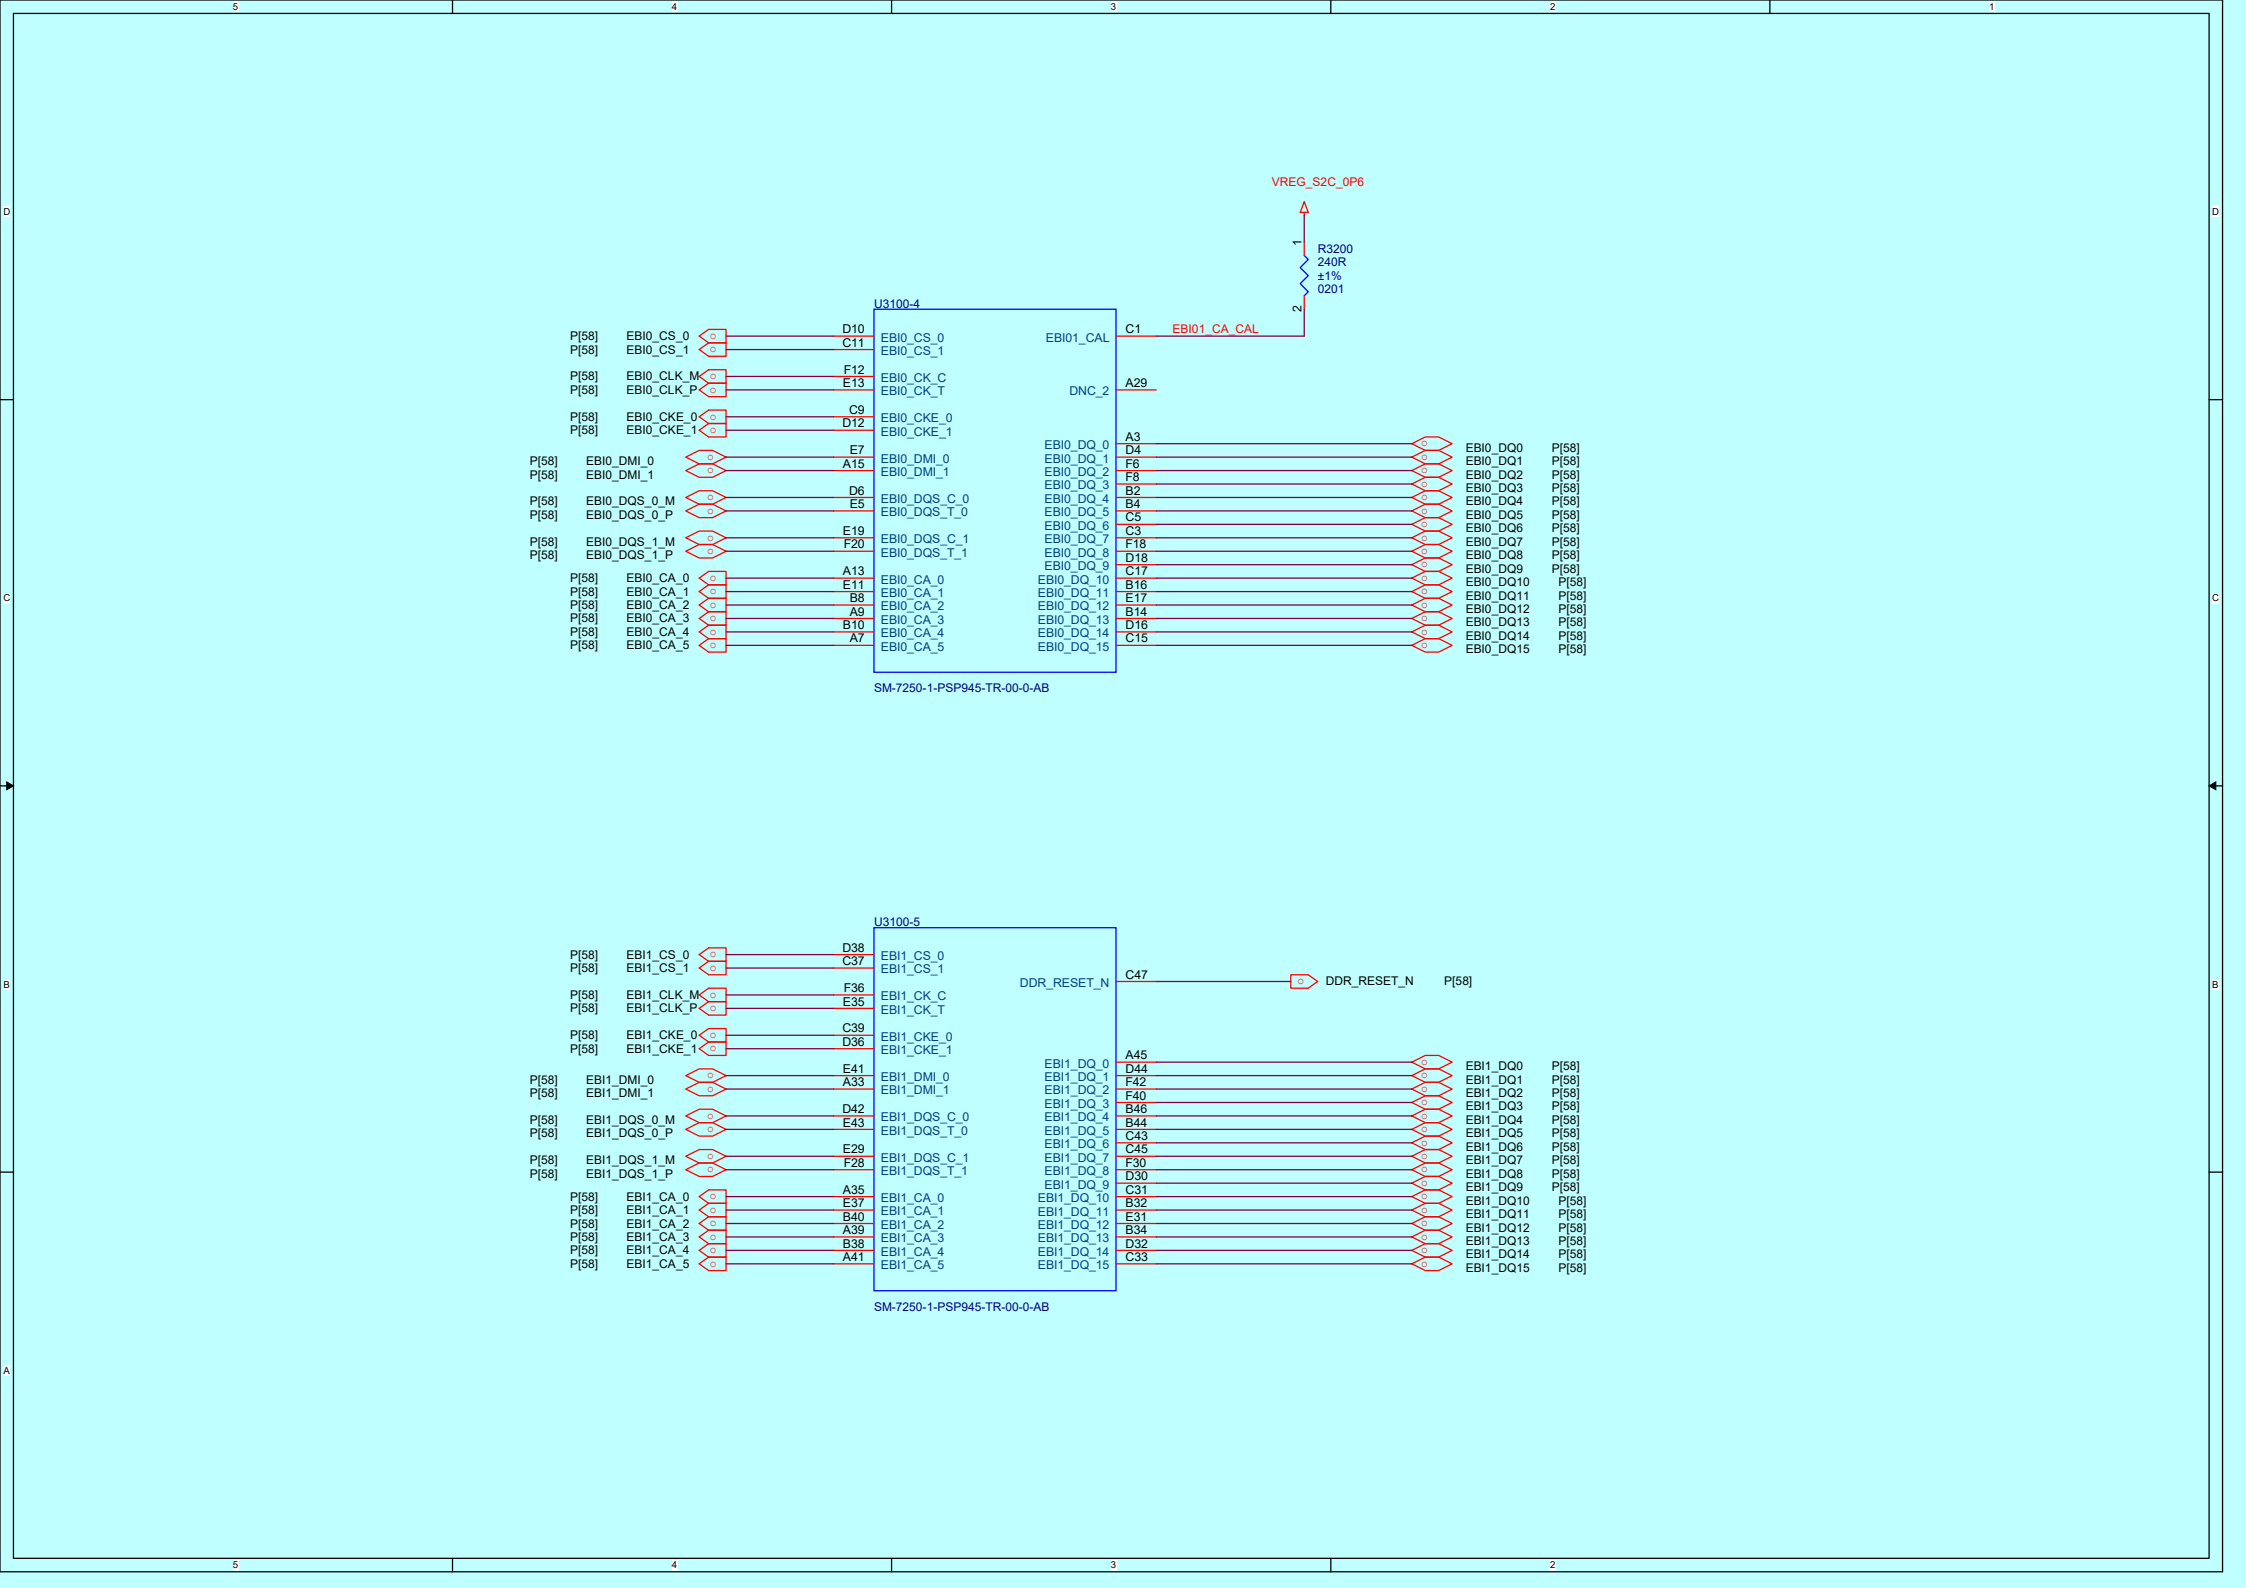 5 4 3 2 1
D D
VREG_S2C_0P6
1
R3200
240R
±1%
0201
2
U3100-4
P[58] EBI0_CS_0 D10 EBI0_CS_0 EBI01_CAL C1 EBI01_CA_CAL
P[58] EBI0_CS_1 C11 EBI0_CS_1
P[58] EBI0_CLK_M F12 EBI0_CK_C
P[58] EBI0_CLK_P E13 EBI0_CK_T DNC_2 A29
P[58] EBI0_CKE_0 C9 EBI0_CKE_0
P[58] EBI0_CKE_1 D12 EBI0_CKE_1
EBI0_DQ_0 A3 EBI0_DQ0 P[58]
P[58] EBI0_DMI_0 E7 EBI0_DMI_0 EBI0_DQ_1 D4 EBI0_DQ1 P[58]
P[58] EBI0_DMI_1 A15 EBI0_DMI_1 EBI0_DQ_2 F6 EBI0_DQ2 P[58]
EBI0_DQ_3 F8 EBI0_DQ3 P[58]
P[58] EBI0_DQS_0_M D6 EBI0_DQS_C_0 EBI0_DQ_4 B2 EBI0_DQ4 P[58]
P[58] EBI0_DQS_0_P E5 EBI0_DQS_T_0 EBI0_DQ_5 B4 EBI0_DQ5 P[58]
EBI0_DQ_6 C5 EBI0_DQ6 P[58]
P[58] EBI0_DQS_1_M E19 EBI0_DQS_C_1 EBI0_DQ_7 C3 EBI0_DQ7 P[58]
P[58] EBI0_DQS_1_P F20 EBI0_DQS_T_1 EBI0_DQ_8 F18 EBI0_DQ8 P[58]
EBI0_DQ_9 D18 EBI0_DQ9 P[58]
P[58] EBI0_CA_0 A13 EBI0_CA_0 EBI0_DQ_10 C17 EBI0_DQ10 P[58]
P[58] EBI0_CA_1 E11 EBI0_CA_1 EBI0_DQ_11 B16 EBI0_DQ11 P[58]
C P[58] EBI0_CA_2 B8 EBI0_CA_2 EBI0_DQ_12 E17 EBI0_DQ12 P[58] C
P[58] EBI0_CA_3 A9 EBI0_CA_3 EBI0_DQ_13 B14 EBI0_DQ13 P[58]
P[58] EBI0_CA_4 B10 EBI0_CA_4 EBI0_DQ_14 D16 EBI0_DQ14 P[58]
P[58] EBI0_CA_5 A7 EBI0_CA_5 EBI0_DQ_15 C15 EBI0_DQ15 P[58]
SM-7250-1-PSP945-TR-00-0-AB
U3100-5
P[58] EBI1_CS_0 D38 EBI1_CS_0
P[58] EBI1_CS_1 C37 EBI1_CS_1
B DDR_RESET_N C47 DDR_RESET_N P[58] B
P[58] EBI1_CLK_M F36 EBI1_CK_C
P[58] EBI1_CLK_P E35 EBI1_CK_T
P[58] EBI1_CKE_0 C39 EBI1_CKE_0
P[58] EBI1_CKE_1 D36 EBI1_CKE_1
EBI1_DQ_0 A45 EBI1_DQ0 P[58]
P[58] EBI1_DMI_0 E41 EBI1_DMI_0 EBI1_DQ_1 D44 EBI1_DQ1 P[58]
P[58] EBI1_DMI_1 A33 EBI1_DMI_1 EBI1_DQ_2 F42 EBI1_DQ2 P[58]
EBI1_DQ_3 F40 EBI1_DQ3 P[58]
P[58] EBI1_DQS_0_M D42 EBI1_DQS_C_0 EBI1_DQ_4 B46 EBI1_DQ4 P[58]
P[58] EBI1_DQS_0_P E43 EBI1_DQS_T_0 EBI1_DQ_5 B44 EBI1_DQ5 P[58]
EBI1_DQ_6 C43 EBI1_DQ6 P[58]
P[58] EBI1_DQS_1_M E29 EBI1_DQS_C_1 EBI1_DQ_7 C45 EBI1_DQ7 P[58]
P[58] EBI1_DQS_1_P F28 EBI1_DQS_T_1 EBI1_DQ_8 F30 EBI1_DQ8 P[58]
EBI1_DQ_9 D30 EBI1_DQ9 P[58]
P[58] EBI1_CA_0 A35 EBI1_CA_0 EBI1_DQ_10 C31 EBI1_DQ10 P[58]
P[58] EBI1_CA_1 E37 EBI1_CA_1 EBI1_DQ_11 B32 EBI1_DQ11 P[58]
P[58] EBI1_CA_2 B40 EBI1_CA_2 EBI1_DQ_12 E31 EBI1_DQ12 P[58]
P[58] EBI1_CA_3 A39 EBI1_CA_3 EBI1_DQ_13 B34 EBI1_DQ13 P[58]
P[58] EBI1_CA_4 B38 EBI1_CA_4 EBI1_DQ_14 D32 EBI1_DQ14 P[58]
P[58] EBI1_CA_5 A41 EBI1_CA_5 EBI1_DQ_15 C33 EBI1_DQ15 P[58]
SM-7250-1-PSP945-TR-00-0-AB
A
5 4 3 2